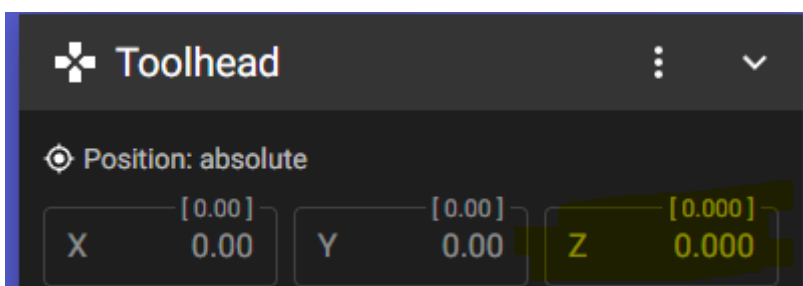 Toolhead
Position: absolute
[ 0.00 ] [ 0.00 ] [ 0.000 ]
X 0.00 Y 0.00 Z 0.000